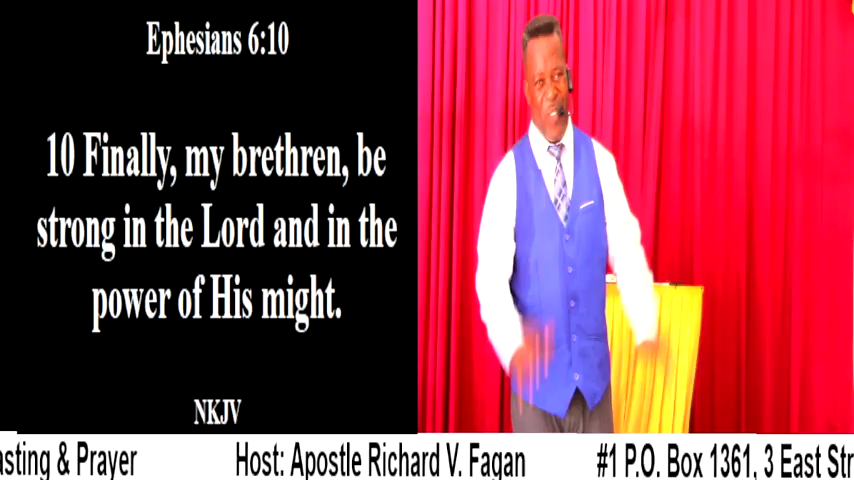 Ephesians 6:10
10 Finally, my brethren, be
strong in the Lord and in the
power of His might.
NKJV
asting & Prayer Host: Apostle Richard V. Fagan #1 P.O. Box 1361, 3 East Str